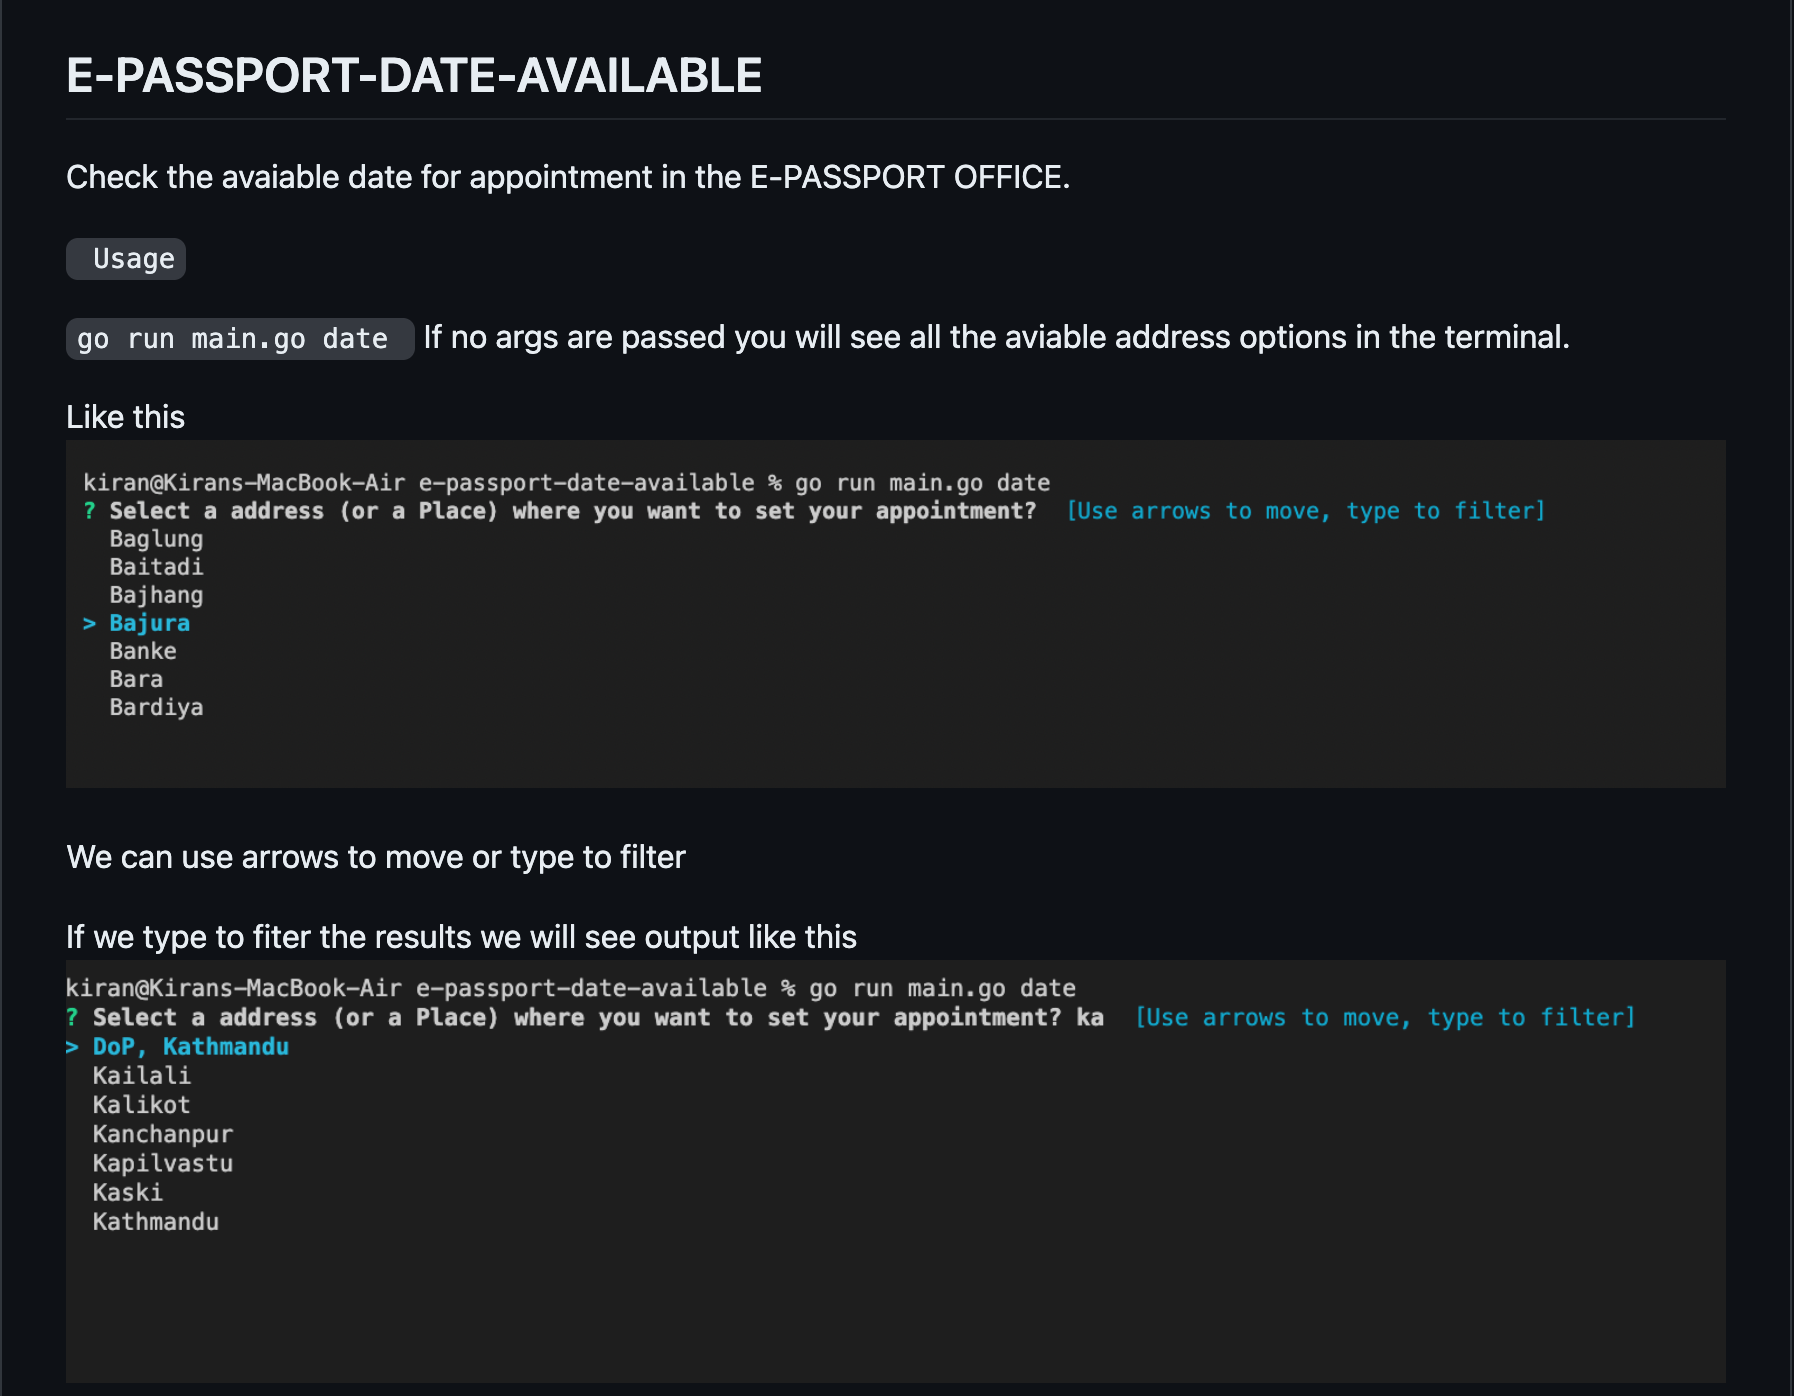 E-PASSPORT-DATE-AVAILABLE
Check the avaiable date for appointment in the E-PASSPORT OFFICE.
Usage
go run main.go date If no args are passed you will see all the aviable address options in the terminal.
Like this
kiran@Kirans-MacBook-Air e-passport-date-available % go run main.go date
? Select a address (or a Place) where you want to set your appointment? [Use arrows to move, type to filter]
Baglung
Baitadi
Bajhang
> Bajura
Banke
Bara
Bardiya
We can use arrows to move or type to filter
If we type to fiter the results we will see output like this
kiran@Kirans-MacBook-Air e-passport-date-available % go run main.go date
? Select a address (or a Place) where you want to set your appointment? ka [Use arrows to move, type to filter]
> DoP, Kathmandu
Kailali
Kalikot
Kanchanpur
Kapilvastu
Kaski
Kathmandu